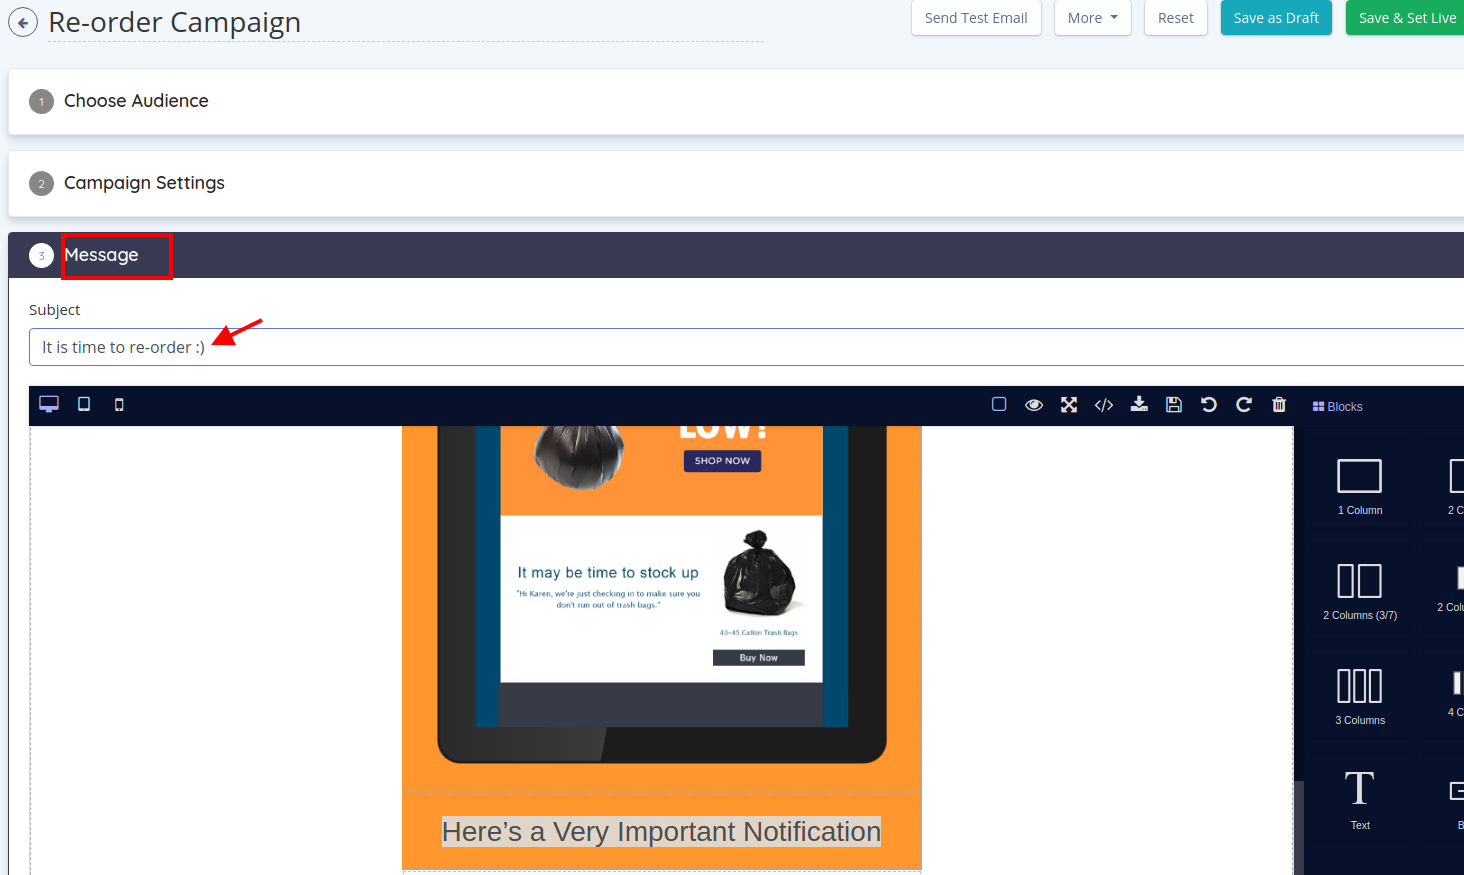 Re-order Campaign
Send Test Email
More
Reset
Save as Draft
Save & Set Live
1 Choose Audience
2 Campaign Settings
3 Message
Subject
It is time to re-order :)
Blocks
LOW!
SHOP NOW
It may be time to stock up
"Hi Karen, we're just checking in to make sure you
don't run out of trash bags."
40-45 Gallon Trash Bags
Buy Now
Here’s a Very Important Notification
1 Column
2 C
2 Columns (3/7)
2 Colu
3 Columns
4 C
T
Text
B